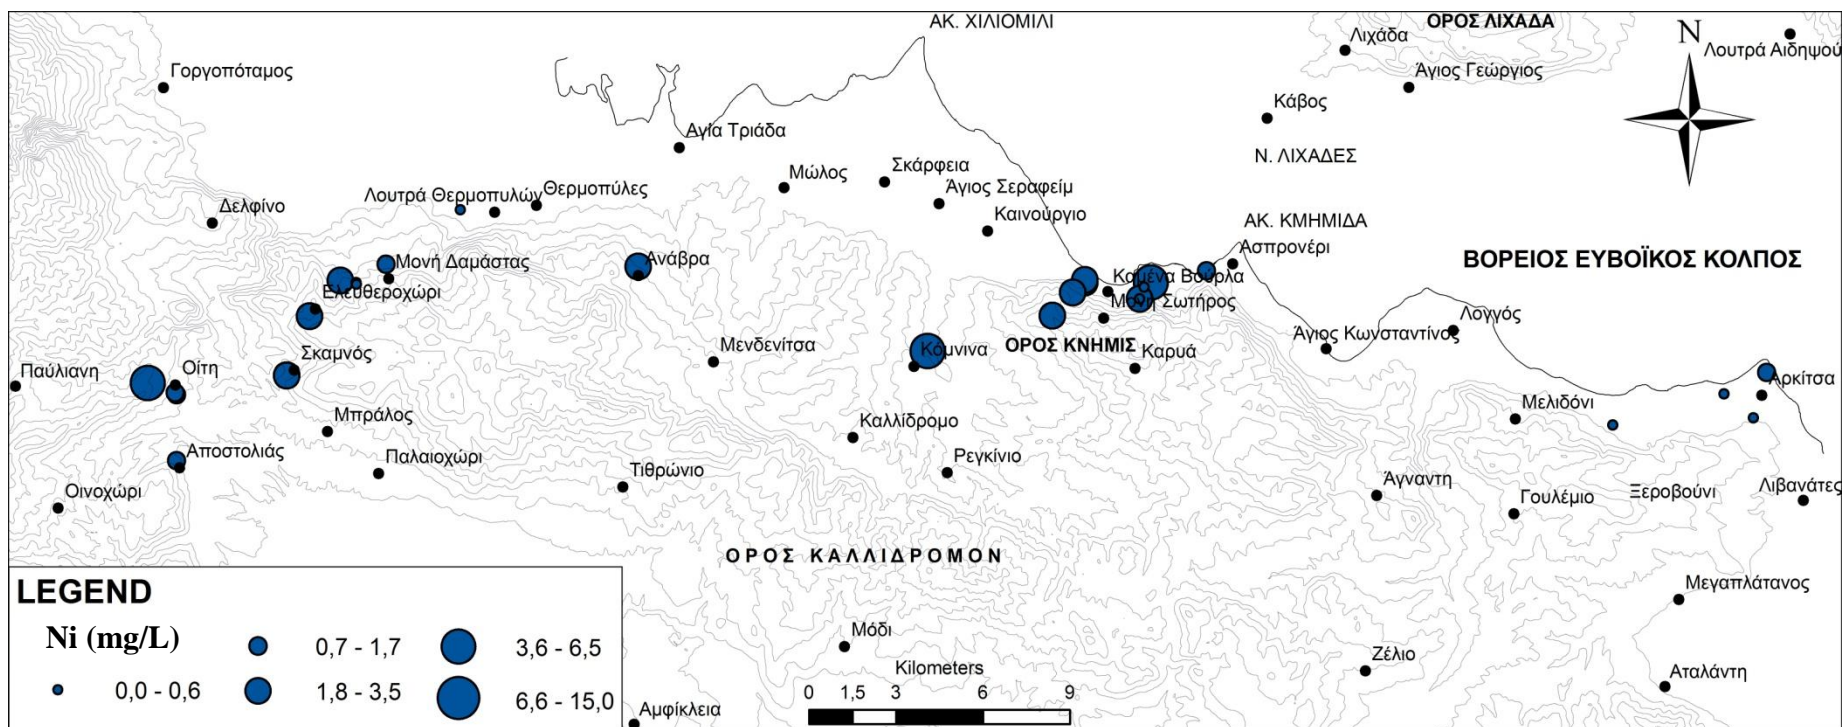 ΑΚ. ΧΙΛΙΟΜΙΛΙ
ΟΡΟΣ ΛΙΧΑΔΑ
Λιχάδα
N
Λουτρά Αιδηψού
Γοργοπόταμος
Άγιος Γεώργιος
Κάβος
Αγία Τριάδα
Ν. ΛΙΧΑΔΕΣ
Μώλος
Σκάρφεια
Λουτρά Θερμοπυλών
Θερμοπύλες
Άγιος Σεραφείμ
Δελφίνο
Καινούργιο
ΑΚ. ΚΜΗΜΙΔΑ
Ασπρονέρι
Μονή Δαμάστας
Ανάβρα
ΒΟΡΕΙΟΣ ΕΥΒΟΪΚΟΣ ΚΟΛΠΟΣ
Καμένα Βούρλα
Ελευθεροχώρι
Μονή Σωτήρος
Λογγός
Άγιος Κωνσταντίνος
Σκαμνός
Μενδενίτσα
Κόμνινα
ΟΡΟΣ ΚΝΗΜΙΣ
Καρυά
Παύλιανη
Οίτη
Αρκίτσα
Μελιδόνι
Μπράλος
Καλλίδρομο
Αποστολιάς
Παλαιοχώρι
Τιθρώνιο
Ρεγκίνιο
Άγναντη
Οινοχώρι
Γουλέμιο
Ξεροβούνι
Λιβανάτες
ΟΡΟΣ ΚΑΛΛΙΔΡΟΜΟΝ
Μεγαπλάτανος
LEGEND
Ni (mg/L)
0,7 - 1,7
3,6 - 6,5
0,0 - 0,6
1,8 - 3,5
6,6 - 15,0
Μόδι
Ζέλιο
Αταλάντη
Αμφίκλεια
Kilometers
0 1,5 3 6 9